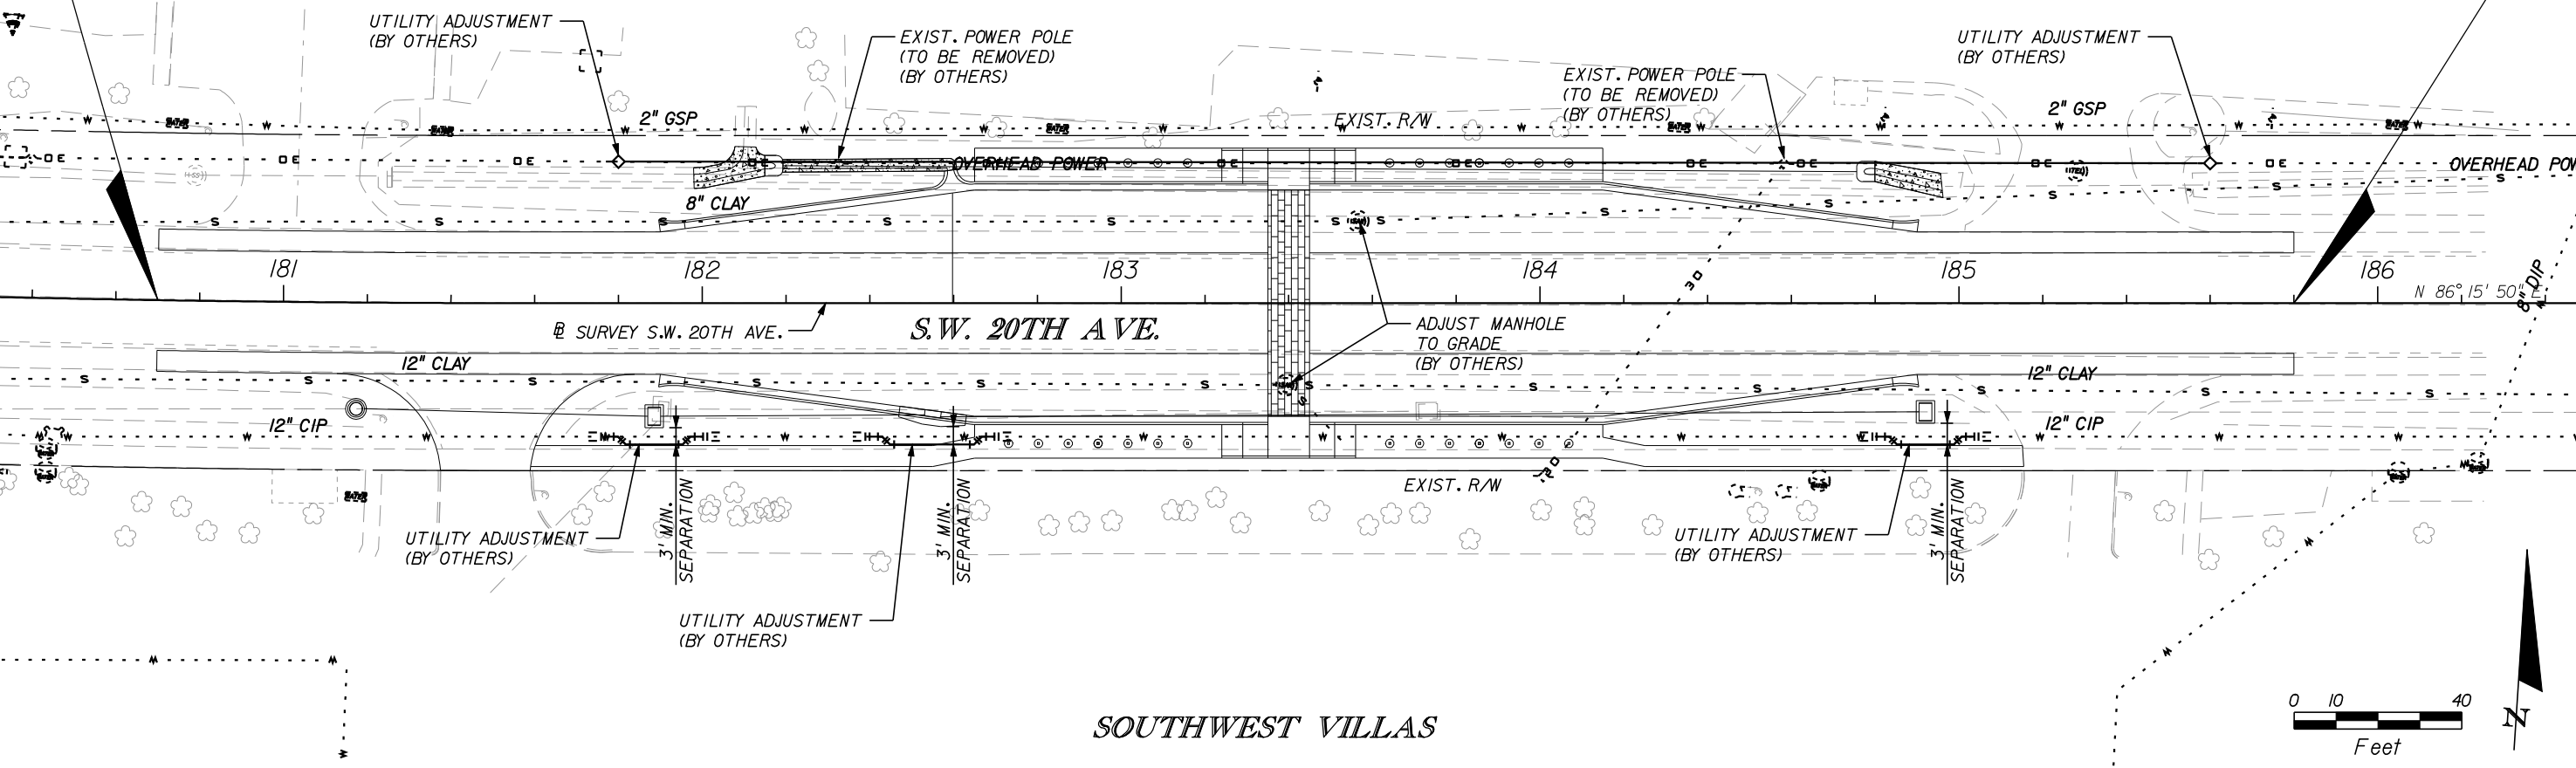 UTILITY ADJUSTMENT
(BY OTHERS)
EXIST. POWER POLE
(TO BE REMOVED)
(BY OTHERS)
UTILITY ADJUSTMENT
(BY OTHERS)
EXIST. POWER POLE
(TO BE REMOVED)
(BY OTHERS)
2" GSP
EXIST. R/W
2" GSP
OVERHEAD POWER
OVERHEAD POW
8" CLAY
181
182
183
184
185
186
8" DIP
N 86° 15' 50" E
B SURVEY S.W. 20TH AVE.
S.W. 20TH AVE.
ADJUST MANHOLE
TO GRADE
(BY OTHERS)
12" CLAY
12" CLAY
12" CIP
12" CIP
EXIST. R/W
UTILITY ADJUSTMENT
(BY OTHERS)
3' MIN.
SEPARATION
3' MIN.
SEPARATION
UTILITY ADJUSTMENT
(BY OTHERS)
3' MIN.
SEPARATION
UTILITY ADJUSTMENT
(BY OTHERS)
SOUTHWEST VILLAS
0 10 40
Feet
N